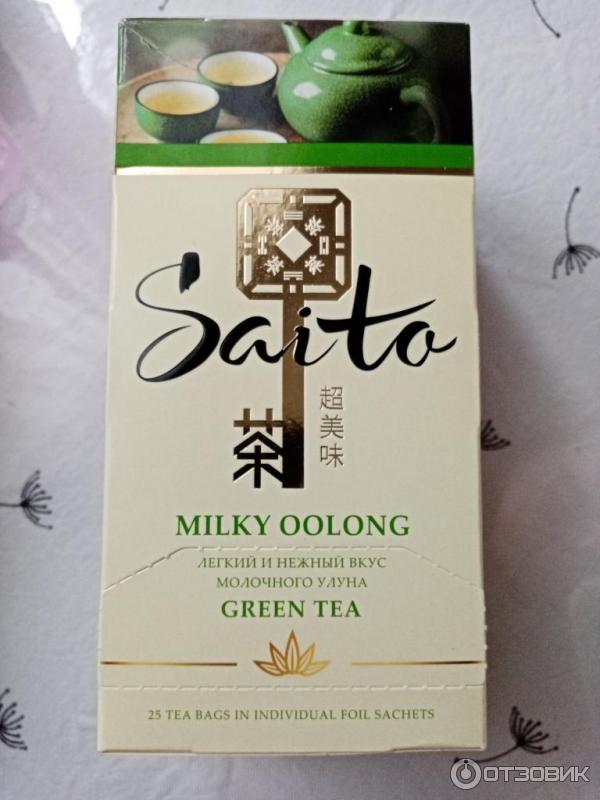 Saito
茶
超美味
MILKY OOLONG
ЛЕГКИЙ И НЕЖНЫЙ ВКУС
МОЛОЧНОГО УЛУНА
GREEN TEA
25 TEA BAGS IN INDIVIDUAL FOIL SACHETS
ОТЗОВИК